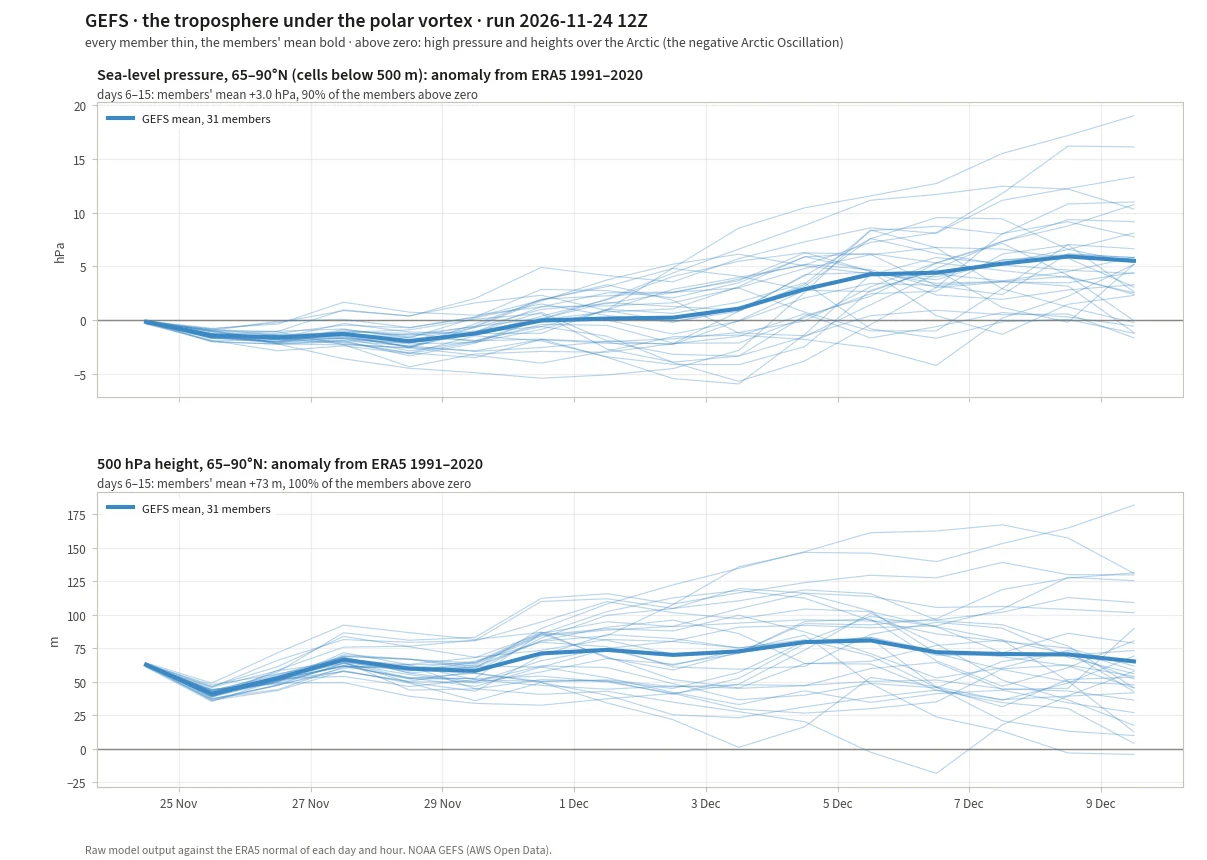 GEFS · the troposphere under the polar vortex · run 2026-11-24 12Z
every member thin, the members' mean bold · above zero: high pressure and heights over the Arctic (the negative Arctic Oscillation)
Sea-level pressure, 65–90°N (cells below 500 m): anomaly from ERA5 1991–2020
days 6–15: members' mean +3.0 hPa, 90% of the members above zero
GEFS mean, 31 members
20
15
10
5
0
−5
hPa
500 hPa height, 65–90°N: anomaly from ERA5 1991–2020
days 6–15: members' mean +73 m, 100% of the members above zero
GEFS mean, 31 members
175
150
125
100
75
50
25
0
−25
m
25 Nov 27 Nov 29 Nov 1 Dec 3 Dec 5 Dec 7 Dec 9 Dec
Raw model output against the ERA5 normal of each day and hour. NOAA GEFS (AWS Open Data).